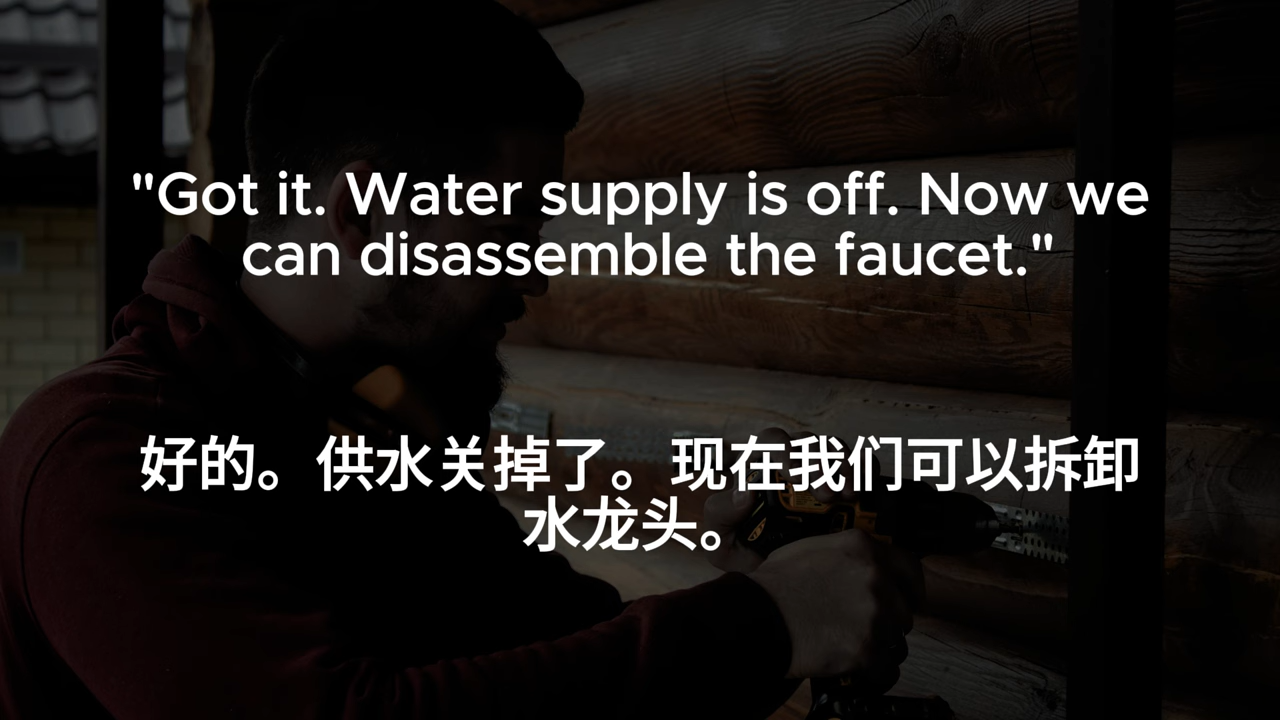 "Got it. Water supply is off. Now we
can disassemble the faucet."
好的。供水关掉了。现在我们可以拆卸
水龙头。